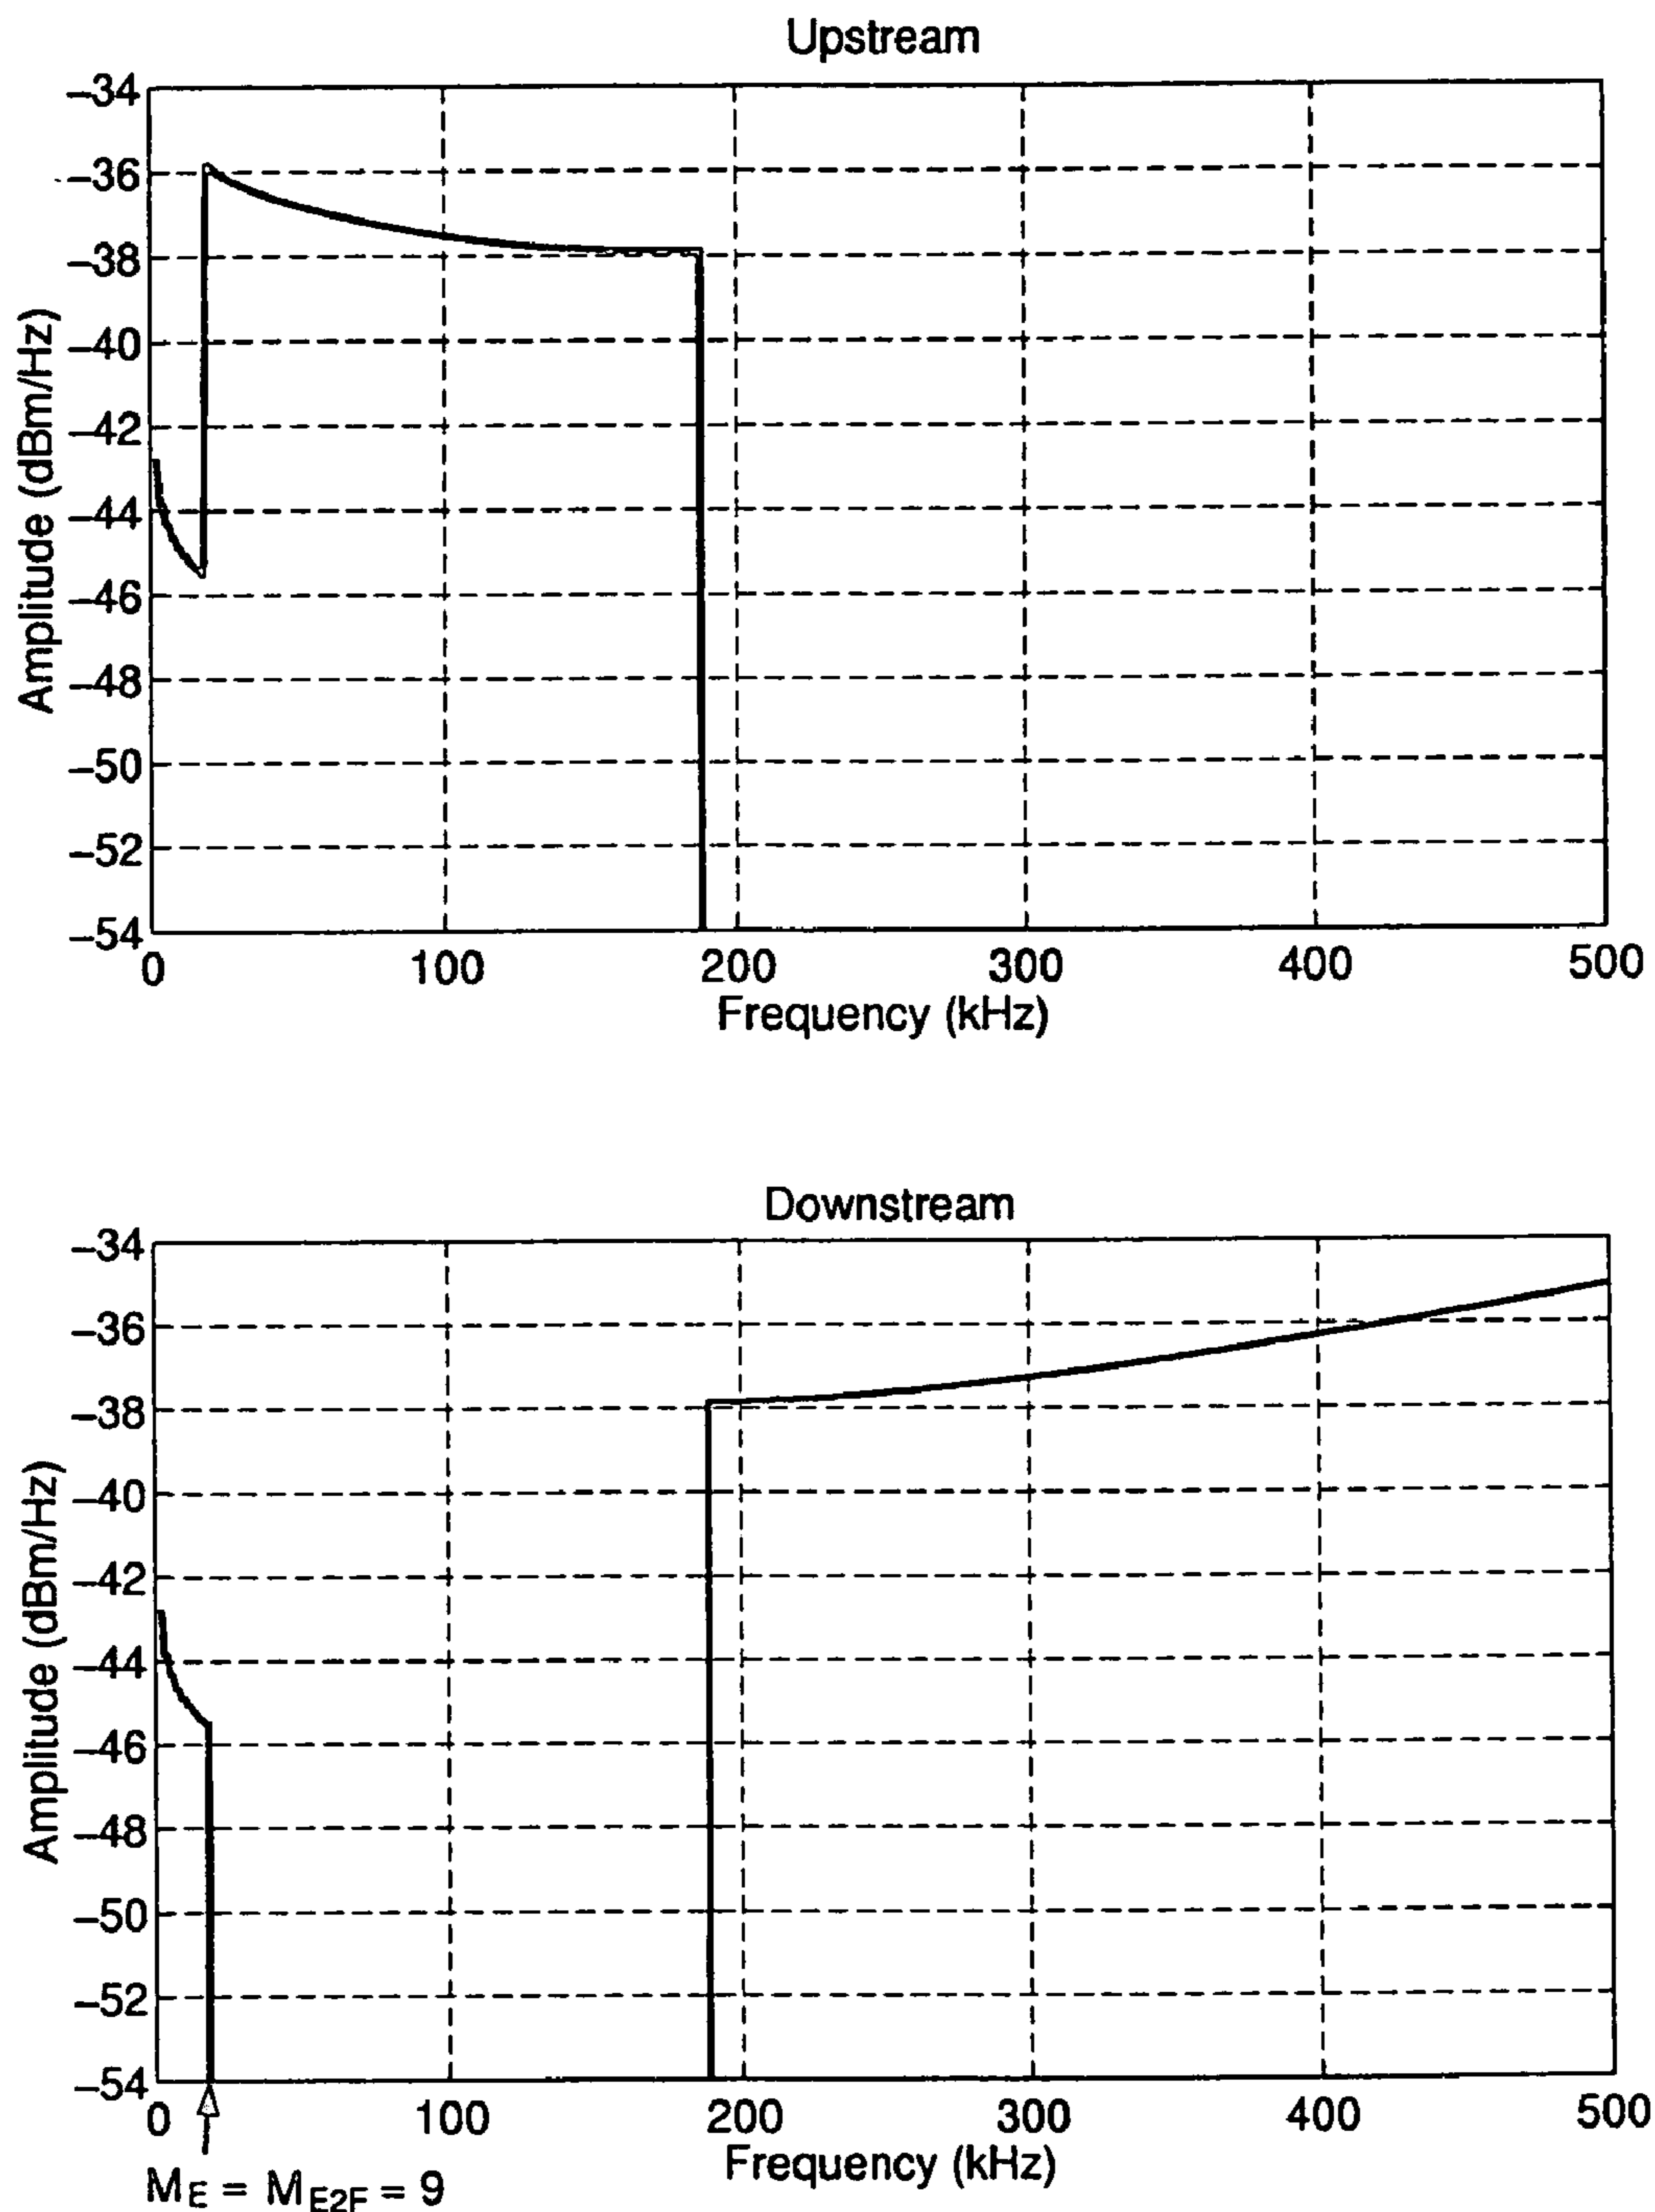 Upstream
Amplitude (dBm/Hz)
−34
−36
−38
−40
−42
−44
−46
−48
−50
−52
−54
0 100 200 300 400 500
Frequency (kHz)
Downstream
Amplitude (dBm/Hz)
−34
−36
−38
−40
−42
−44
−46
−48
−50
−52
−54
0 100 200 300 400 500
Frequency (kHz)
ME = ME2F = 9